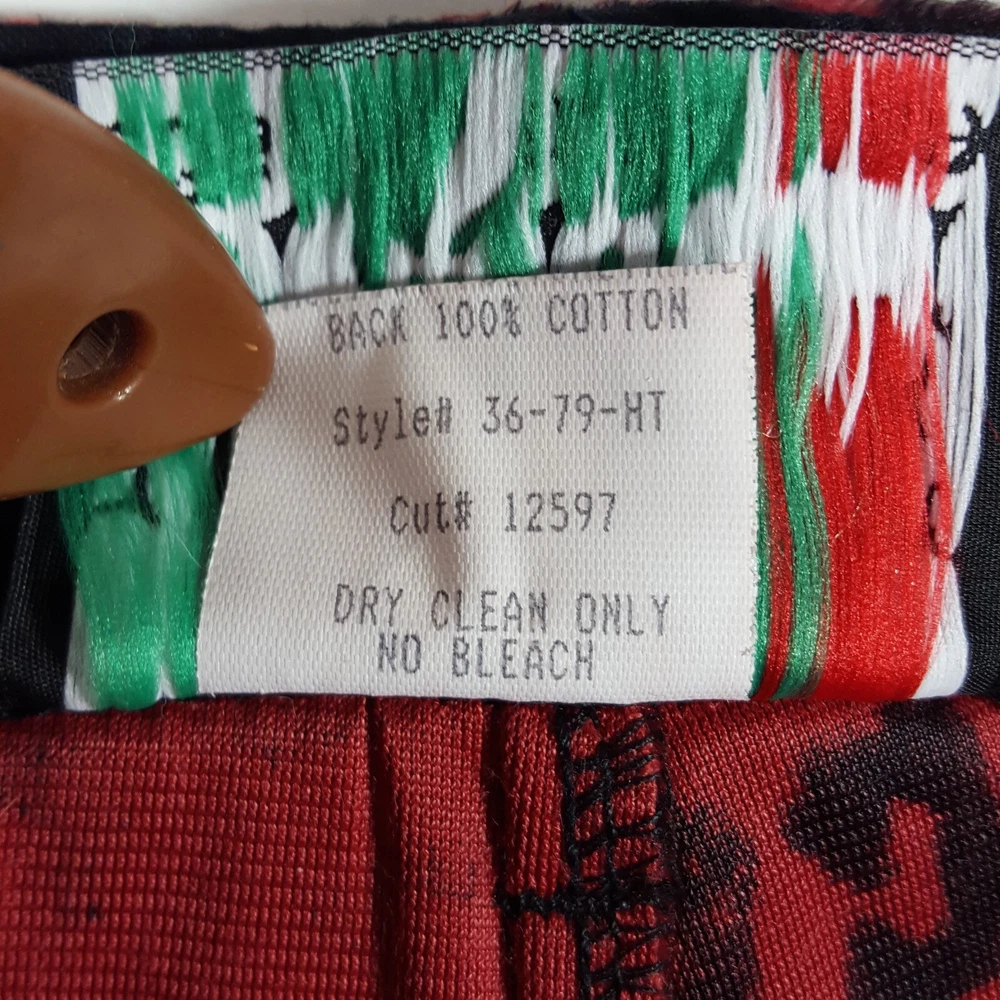 BACK 100% COTTON
Style# 36-79-HT
Cut# 12597
DRY CLEAN ONLY
NO BLEACH